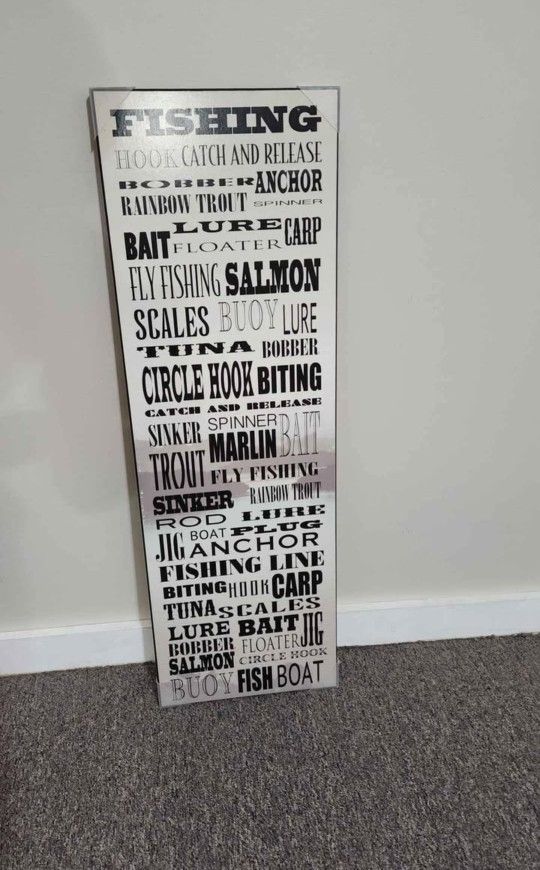 FISHING
HOOK CATCH AND RELEASE
BOBBER ANCHOR
RAINBOW TROUT SPINNER
BAIT LURE CARP
FLOATER
FLY FISHING SALMON
SCALES BUOY LURE
TUNA BOBBER
CIRCLE HOOK BITING
CATCH AND RELEASE
SINKER SPINNER BAIT
MARLIN
TROUT FLY FISHING
SINKER RAINBOW TROUT
ROD LURE
JIG BOAT PLUG
ANCHOR
FISHING LINE
BITING HOOK CARP
TUNA SCALES
LURE BAIT JIG
BOBBER FLOATER
SALMON CIRCLE HOOK
BUOY FISH BOAT